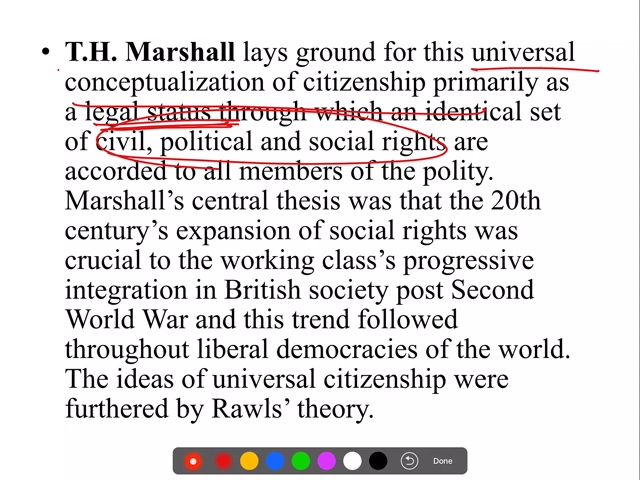 • T.H. Marshall lays ground for this universal
conceptualization of citizenship primarily as
a legal status through which an identical set
of civil, political and social rights are
accorded to all members of the polity.
Marshall’s central thesis was that the 20th
century’s expansion of social rights was
crucial to the working class’s progressive
integration in British society post Second
World War and this trend followed
throughout liberal democracies of the world.
The ideas of universal citizenship were
furthered by Rawls’ theory.
Done